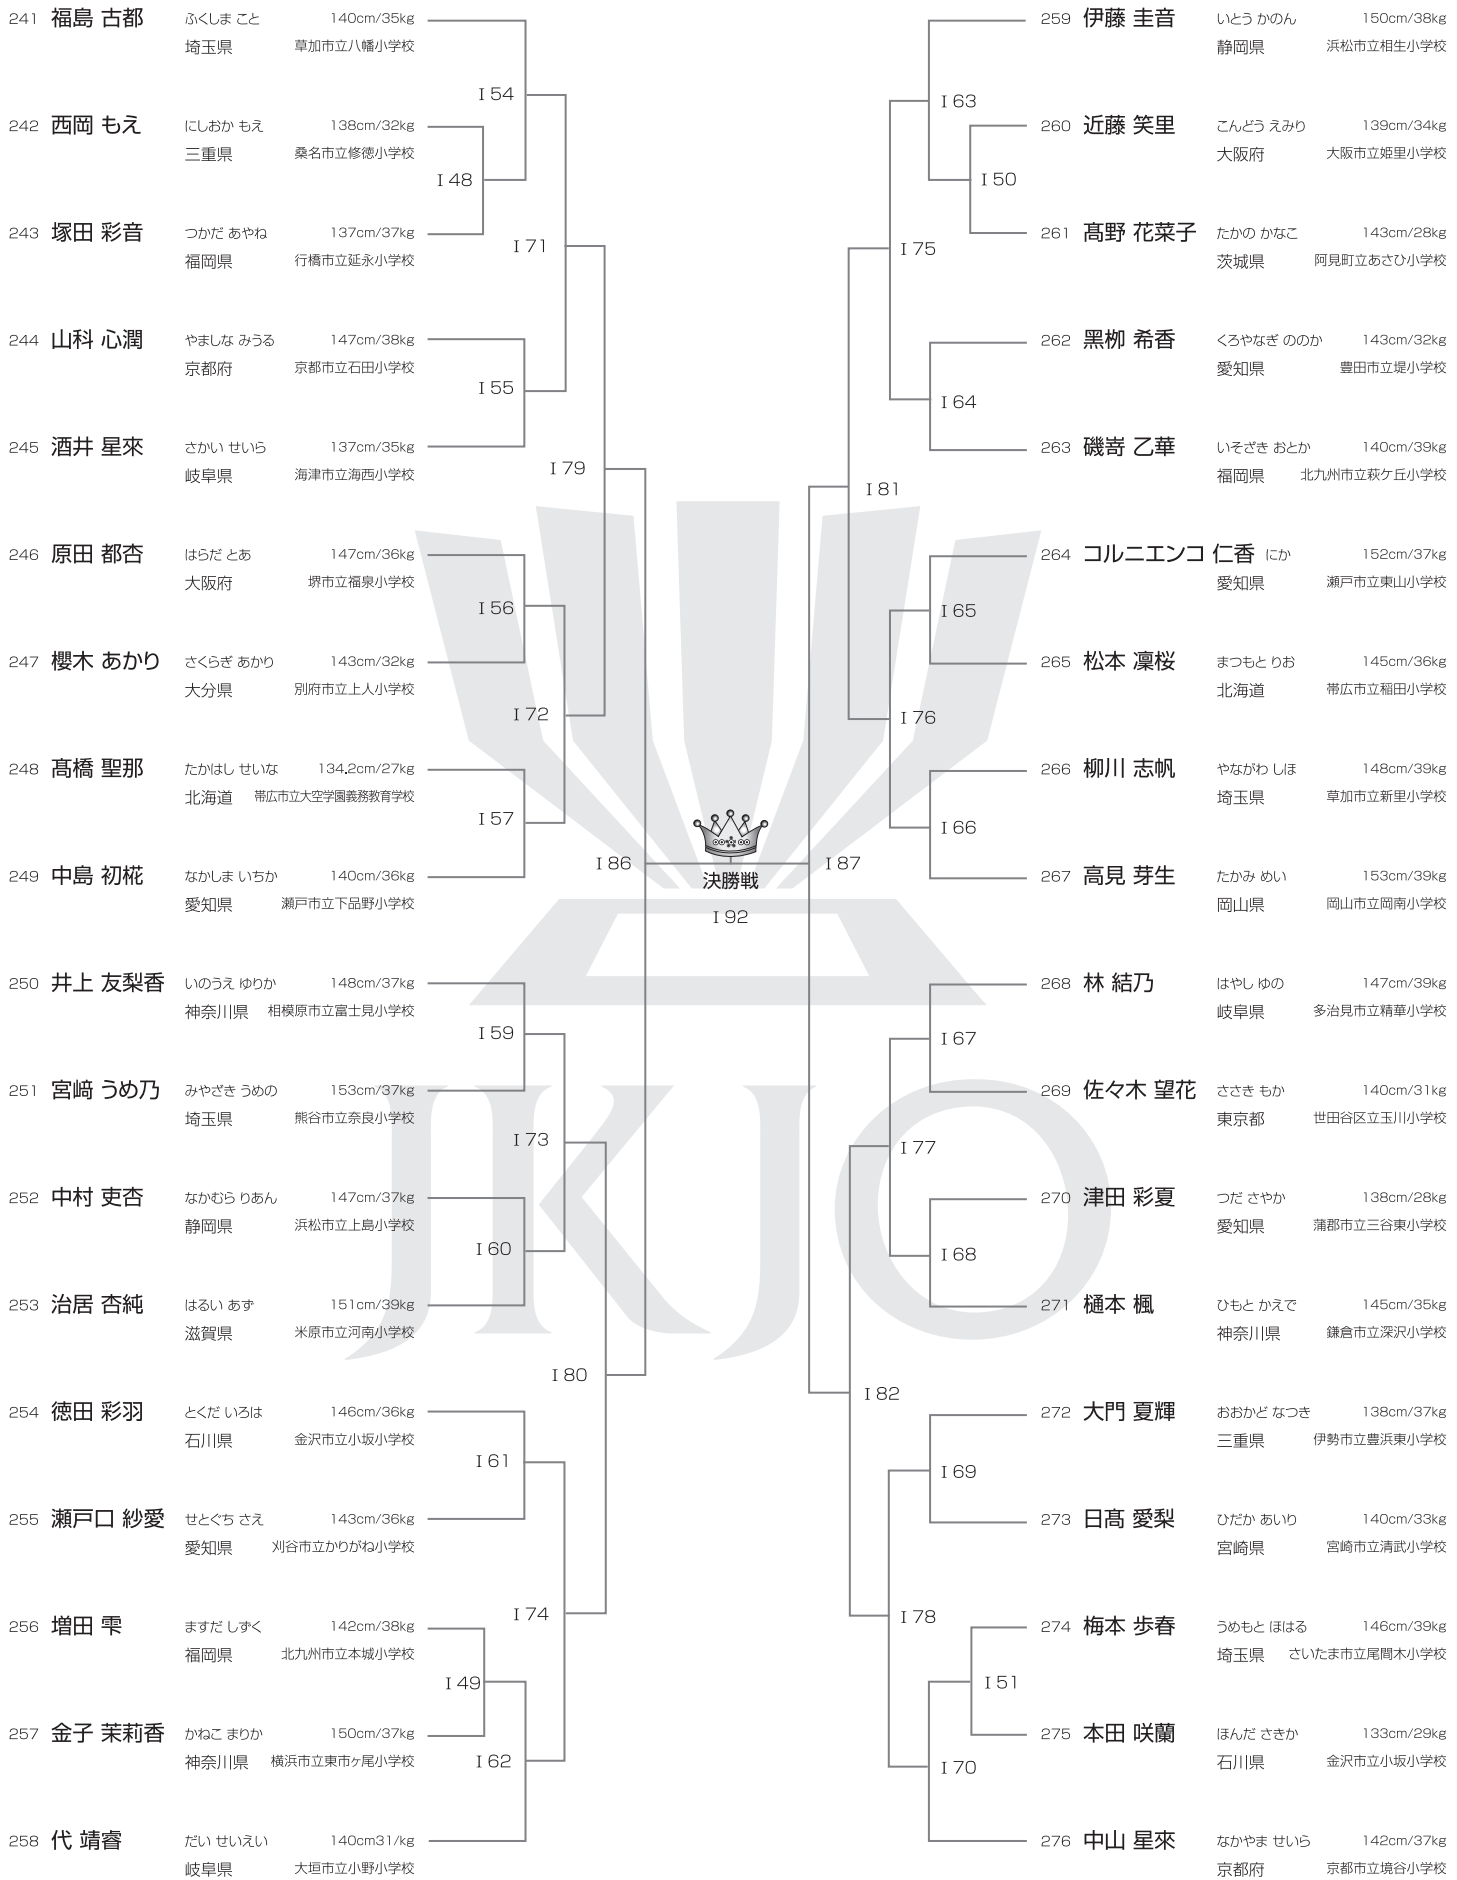 241 福島 古都 ふくしま こと 140cm/35kg
埼玉県 草加市立八幡小学校
I 54
242 西岡 もえ にしおか もえ 138cm/32kg
三重県 桑名市立修徳小学校
I 48
243 塚田 彩音 つかだ あやね 137cm/37kg
福岡県 行橋市立延永小学校
I 71
244 山科 心潤 やましな みうる 147cm/38kg
京都府 京都市立石田小学校
I 55
245 酒井 星來 さかい せいら 137cm/35kg
岐阜県 海津市立海西小学校
I 79
246 原田 都杏 はらだ とあ 147cm/36kg
大阪府 堺市立福泉小学校
I 56
247 櫻木 あかり さくらぎ あかり 143cm/32kg
大分県 別府市立上人小学校
I 72
248 髙橋 聖那 たかはし せいな 134.2cm/27kg
北海道 帯広市立大空学園義務教育学校
I 57
249 中島 初椛 なかしま いちか 140cm/36kg
愛知県 瀬戸市立下品野小学校
I 86
250 井上 友梨香 いのうえ ゆりか 148cm/37kg
神奈川県 相模原市立富士見小学校
I 59
251 宮﨑 うめ乃 みやざき うめの 153cm/37kg
埼玉県 熊谷市立奈良小学校
I 73
252 中村 吏杏 なかむら りあん 147cm/37kg
静岡県 浜松市立上島小学校
I 60
253 治居 杏純 はるい あず 151cm/39kg
滋賀県 米原市立河南小学校
I 80
254 徳田 彩羽 とくだ いろは 146cm/36kg
石川県 金沢市立小坂小学校
I 61
255 瀬戸口 紗愛 せとぐち さえ 143cm/36kg
愛知県 刈谷市立かりがね小学校
I 74
256 増田 雫 ますだ しずく 142cm/38kg
福岡県 北九州市立本城小学校
I 49
257 金子 茉莉香 かねこ まりか 150cm/37kg
神奈川県 横浜市立東市ヶ尾小学校
I 62
258 代 靖睿 だい せいえい 140cm31/kg
岐阜県 大垣市立小野小学校
決勝戦
I 92
JKJO
259 伊藤 圭音 いとう かのん 150cm/38kg
静岡県 浜松市立相生小学校
I 63
260 近藤 笑里 こんどう えみり 139cm/34kg
大阪府 大阪市立姫里小学校
I 50
261 髙野 花菜子 たかの かなこ 143cm/28kg
茨城県 阿見町立あさひ小学校
I 75
262 黑栁 希香 くろやなぎ ののか 143cm/32kg
愛知県 豊田市立堤小学校
I 64
263 磯嵜 乙華 いそざき おとか 140cm/39kg
福岡県 北九州市立萩ケ丘小学校
I 81
264 コルニエンコ 仁香 にか 152cm/37kg
愛知県 瀬戸市立東山小学校
I 65
265 松本 凜桜 まつもと りお 145cm/36kg
北海道 帯広市立稲田小学校
I 76
266 柳川 志帆 やながわ しほ 148cm/39kg
埼玉県 草加市立新里小学校
I 66
267 高見 芽生 たかみ めい 153cm/39kg
岡山県 岡山市立岡南小学校
I 87
268 林 結乃 はやし ゆの 147cm/39kg
岐阜県 多治見市立精華小学校
I 67
269 佐々木 望花 ささき もか 140cm/31kg
東京都 世田谷区立玉川小学校
I 77
270 津田 彩夏 つだ さやか 138cm/28kg
愛知県 蒲郡市立三谷東小学校
I 68
271 樋本 楓 ひもと かえで 145cm/35kg
神奈川県 鎌倉市立深沢小学校
I 82
272 大門 夏輝 おおかど なつき 138cm/37kg
三重県 伊勢市立豊浜東小学校
I 69
273 日髙 愛梨 ひだか あいり 140cm/33kg
宮崎県 宮崎市立清武小学校
I 78
274 梅本 歩春 うめもと ほはる 146cm/39kg
埼玉県 さいたま市立尾間木小学校
I 51
275 本田 咲蘭 ほんだ さきか 133cm/29kg
石川県 金沢市立小坂小学校
I 70
276 中山 星來 なかやま せいら 142cm/37kg
京都府 京都市立境谷小学校